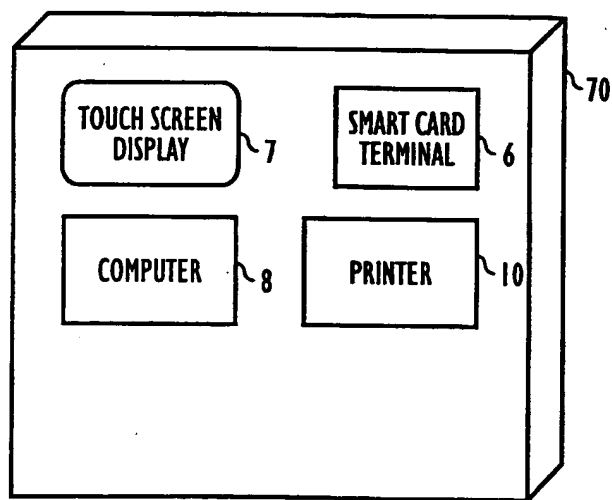 70
TOUCH SCREEN
DISPLAY
7
SMART CARD
TERMINAL
6
COMPUTER
8
PRINTER
10